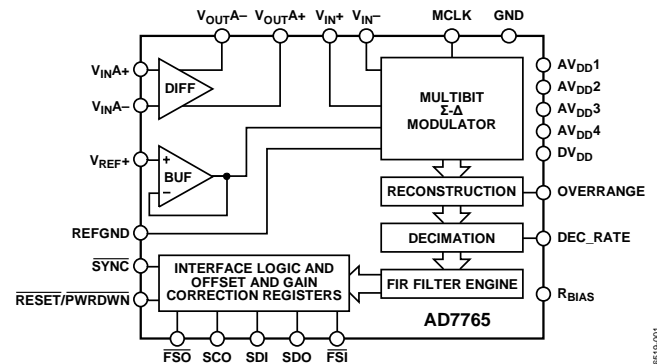 VOUTA– VOUTA+ VIN+ VIN– MCLK GND
VINA+
VINA–
DIFF
AVDD1
AVDD2
AVDD3
AVDD4
DVDD
MULTIBIT
Σ-Δ
MODULATOR
VREF+
+
–
BUF
RECONSTRUCTION
OVERRANGE
REFGND
DECIMATION
DEC_RATE
SYNC
RESET/PWRDWN
INTERFACE LOGIC AND
OFFSET AND GAIN
CORRECTION REGISTERS
FIR FILTER ENGINE
RBIAS
AD7765
FSO SCO SDI SDO FSI